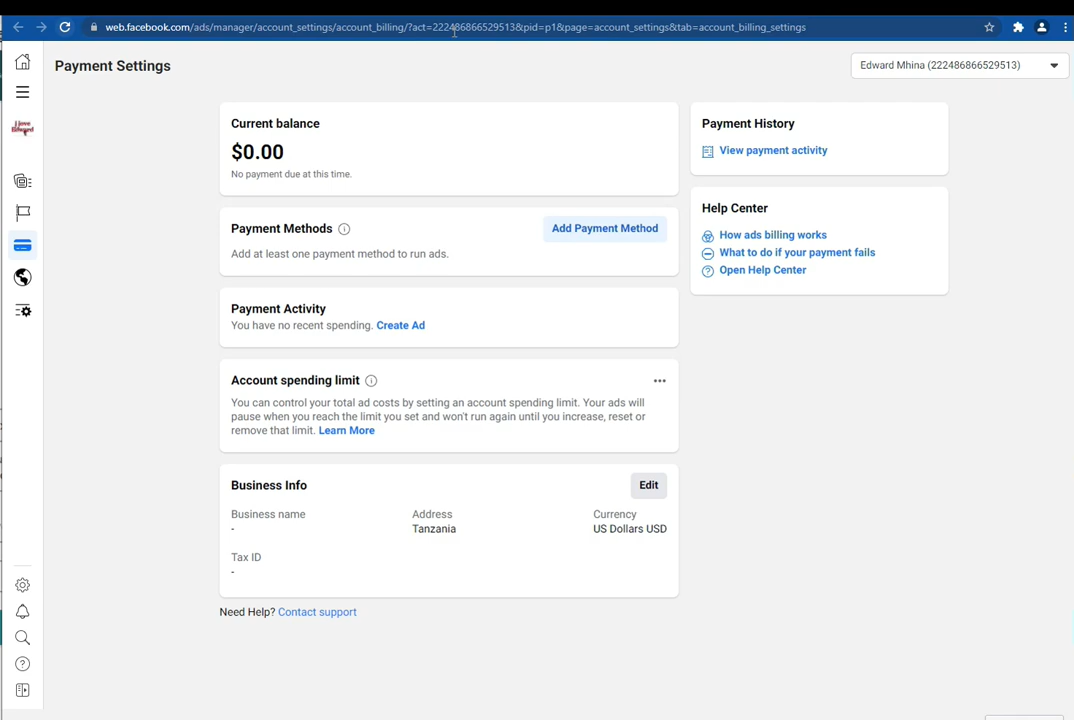 web.facebook.com/ads/manager/account_settings/account_billing/?act=222486866529513&pid=p1&page=account_settings&tab=account_billing_settings
Payment Settings
Edward Mhina (222486866529513)
I love
Edward
Current balance
$0.00
No payment due at this time.
Payment Methods
Add Payment Method
Add at least one payment method to run ads.
Payment Activity
You have no recent spending. Create Ad
Account spending limit
You can control your total ad costs by setting an account spending limit. Your ads will
pause when you reach the limit you set and won't run again until you increase, reset or
remove that limit. Learn More
Business Info
Edit
Business name
-
Address
Tanzania
Currency
US Dollars USD
Tax ID
-
Need Help? Contact support
Payment History
View payment activity
Help Center
How ads billing works
What to do if your payment fails
Open Help Center